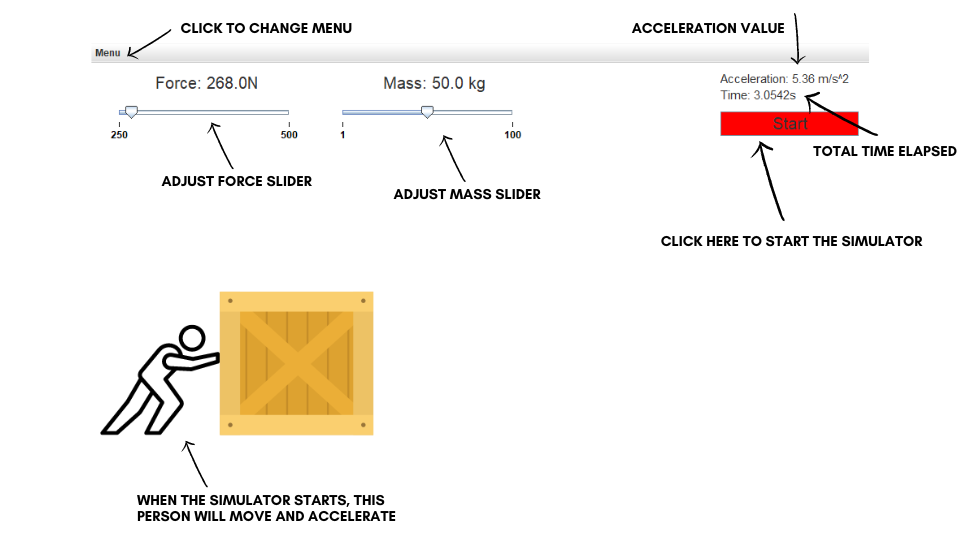 CLICK TO CHANGE MENU
ACCELERATION VALUE
Menu
Force: 268.0N
Mass: 50.0 kg
Acceleration: 5.36 m/s^2
Time: 3.0542s
250
500
1
100
Start
TOTAL TIME ELAPSED
ADJUST FORCE SLIDER
ADJUST MASS SLIDER
CLICK HERE TO START THE SIMULATOR
WHEN THE SIMULATOR STARTS, THIS
PERSON WILL MOVE AND ACCELERATE